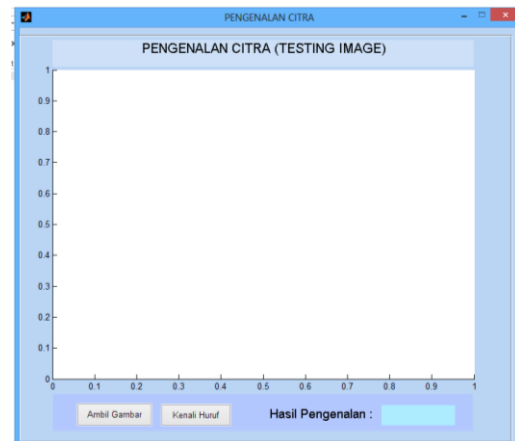 PENGENALAN CITRA
PENGENALAN CITRA (TESTING IMAGE)
1
0.9
0.8
0.7
0.6
0.5
0.4
0.3
0.2
0.1
0
0 0.1 0.2 0.3 0.4 0.5 0.6 0.7 0.8 0.9 1
Ambil Gambar Kenali Huruf Hasil Pengenalan :